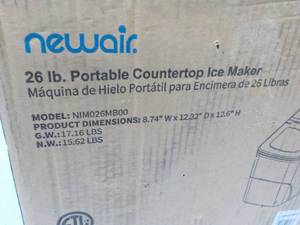 newair.
26 lb. Portable Countertop Ice Maker
Máquina de Hielo Portátil para Encimera de 26 Libras
MODEL: NIM026MB00
PRODUCT DIMENSIONS: 8.74" W x 12.32" D x 12.6" H
G.W.: 17.16 LBS
N.W.: 15.62 LBS
ETL